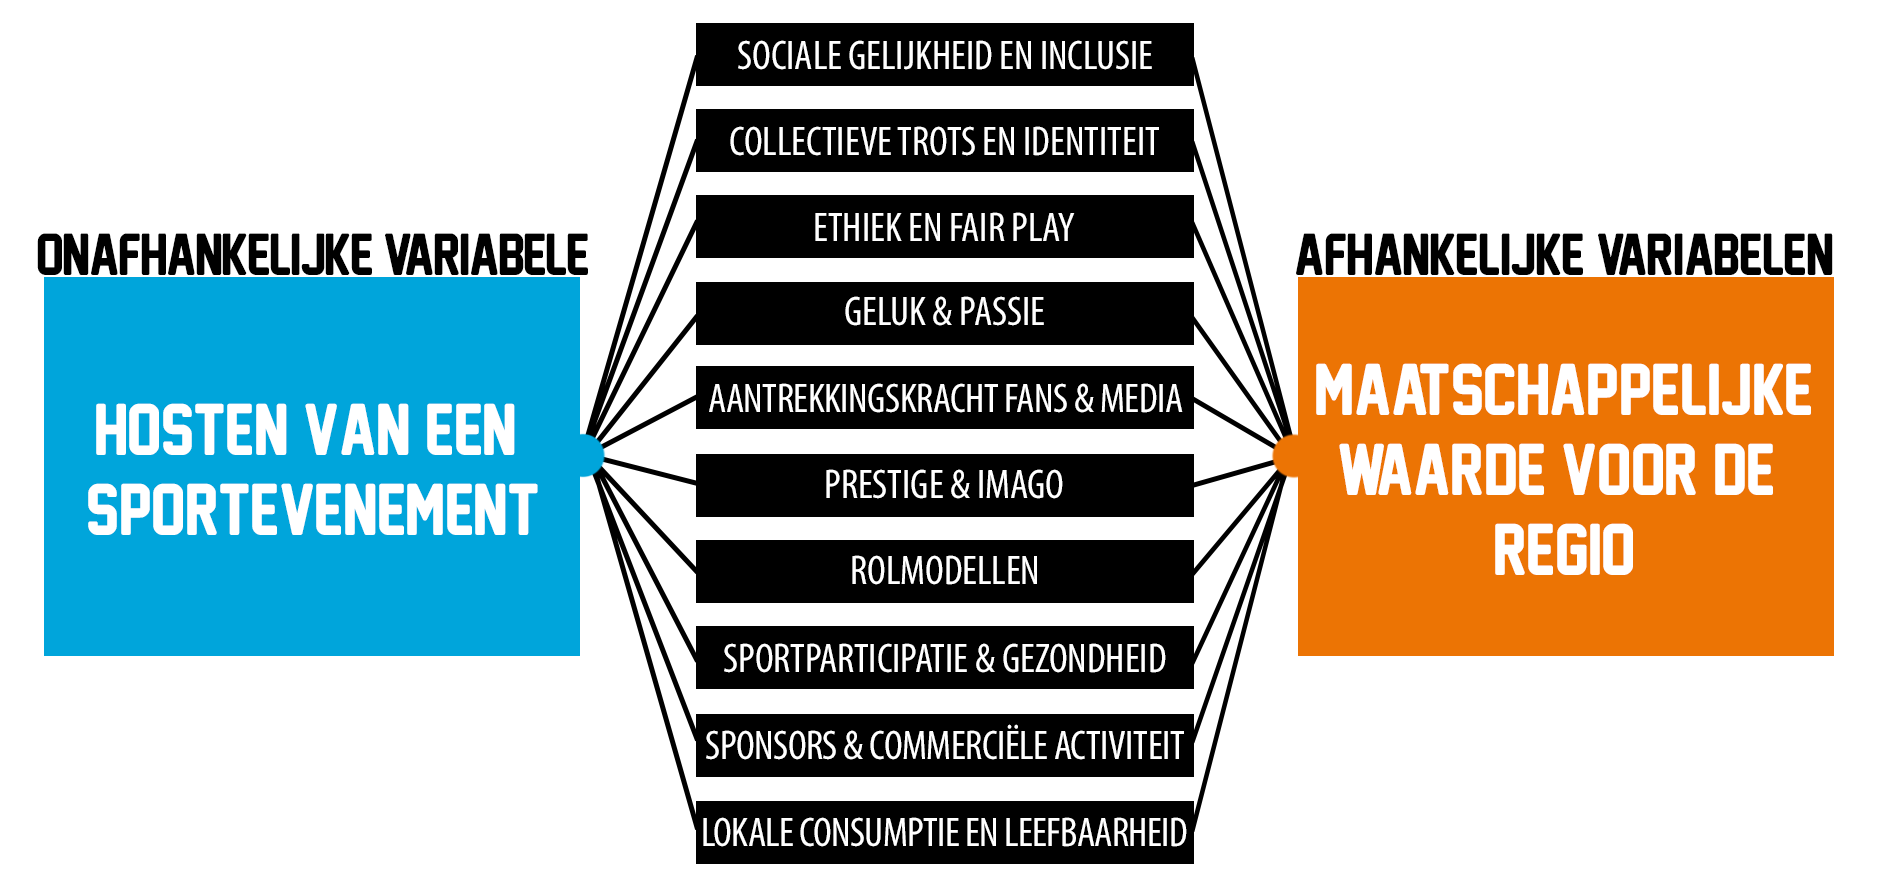 ONAFHANKELIJKE VARIABELE
HOSTEN VAN EEN
SPORTEVENEMENT
SOCIALE GELIJKHEID EN INCLUSIE
COLLECTIEVE TROTS EN IDENTITEIT
ETHIEK EN FAIR PLAY
GELUK & PASSIE
AANTREKKINGSKRACHT FANS & MEDIA
PRESTIGE & IMAGO
ROLMODELLEN
SPORTPARTICIPATIE & GEZONDHEID
SPONSORS & COMMERCIËLE ACTIVITEIT
LOKALE CONSUMPTIE EN LEEFBAARHEID
AFHANKELIJKE VARIABELEN
MAATSCHAPPELIJKE
WAARDE VOOR DE
REGIO